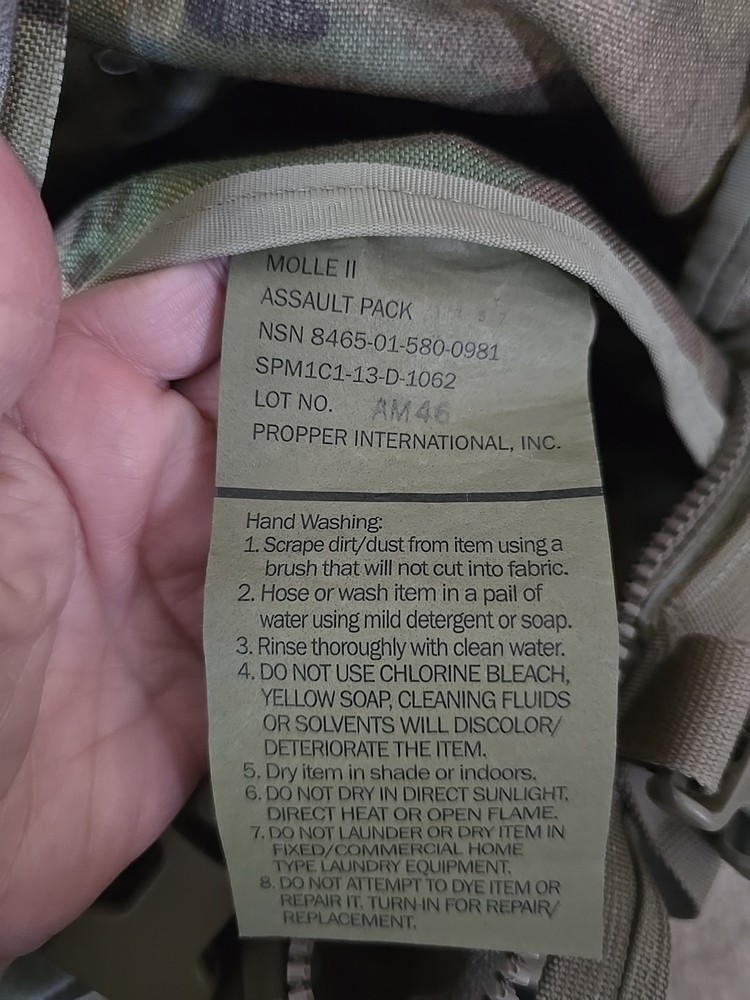 MOLLE II
ASSAULT PACK
NSN 8465-01-580-0981
SPM1C1-13-D-1062
LOT NO. AM46
PROPPER INTERNATIONAL, INC.
Hand Washing:
1. Scrape dirt/dust from item using a
brush that will not cut into fabric.
2. Hose or wash item in a pail of
water using mild detergent or soap.
3. Rinse thoroughly with clean water.
4. DO NOT USE CHLORINE BLEACH,
YELLOW SOAP, CLEANING FLUIDS
OR SOLVENTS WILL DISCOLOR/
DETERIORATE THE ITEM.
5. Dry item in shade or indoors.
6. DO NOT DRY IN DIRECT SUNLIGHT,
DIRECT HEAT OR OPEN FLAME.
7. DO NOT LAUNDER OR DRY ITEM IN
FIXED/COMMERCIAL HOME
TYPE LAUNDRY EQUIPMENT.
8. DO NOT ATTEMPT TO DYE ITEM OR
REPAIR IT. TURN-IN FOR REPAIR/
REPLACEMENT.